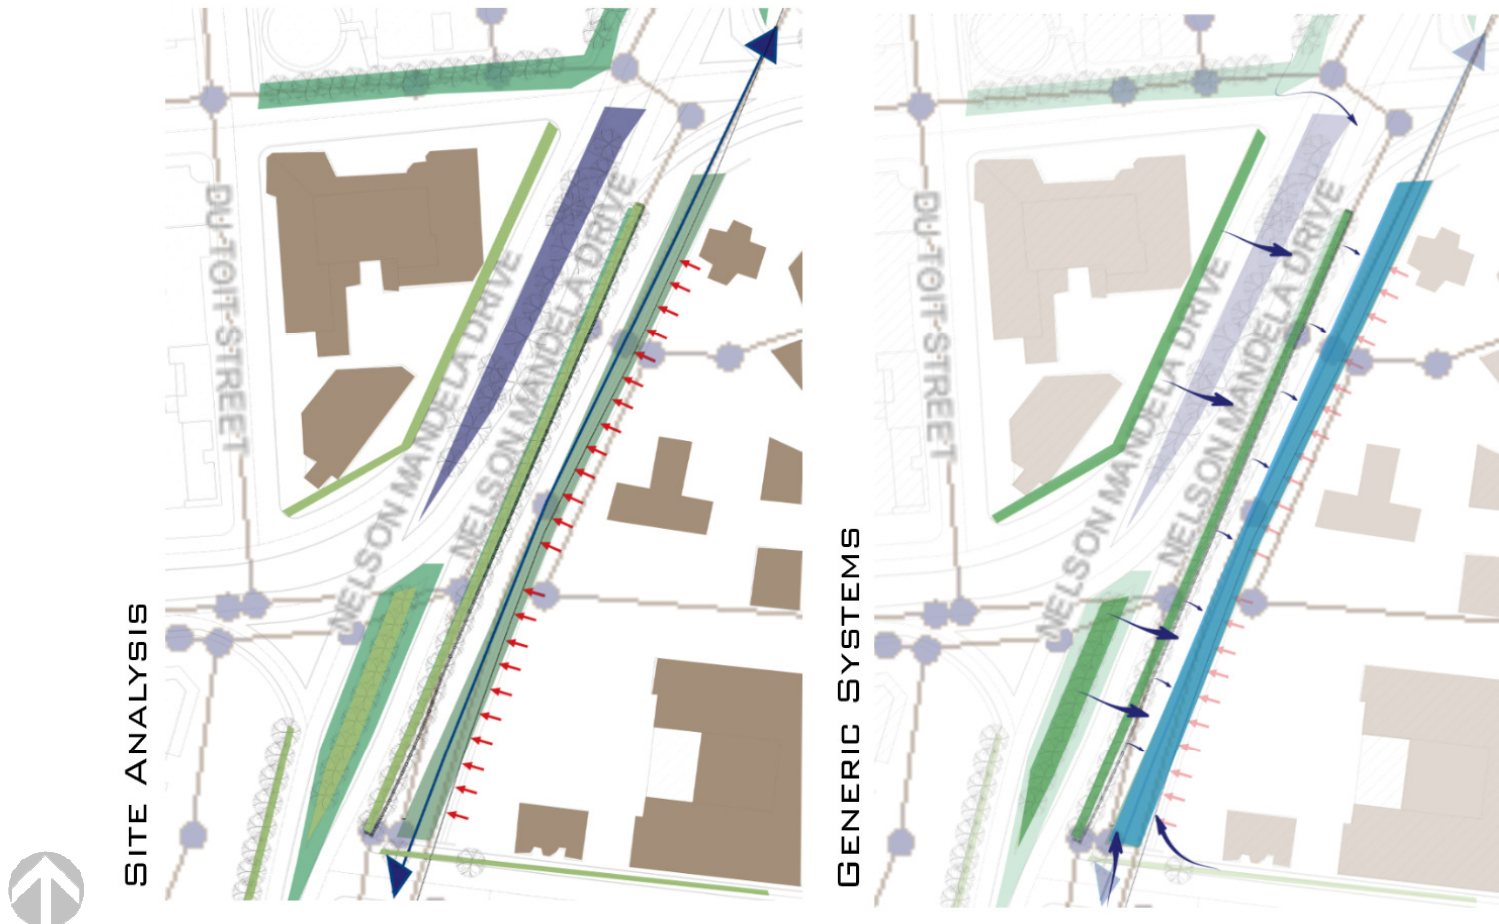 SITE ANALYSIS
DU-TOIT-STREET
NELSON MANDELA DRIVE
NELSON MANDELA DRIVE
GENERIC SYSTEMS
DU-TOIT-STREET
NELSON MANDELA DRIVE
NELSON MANDELA DRIVE